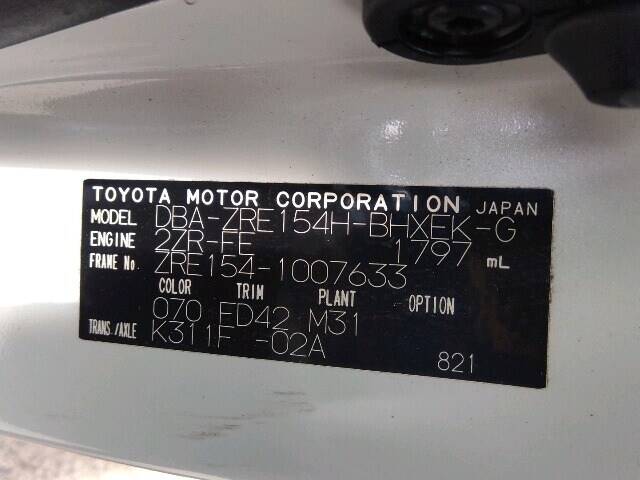 TOYOTA MOTOR CORPORATION JAPAN
MODEL DBA-ZRE154H-BHXEK-G
ENGINE 2ZR-FE 1797 mL
FRAME No ZRE154-1007633
COLOR TRIM PLANT OPTION
070 FD42 M31
TRANS./AXLE K311F -02A
821